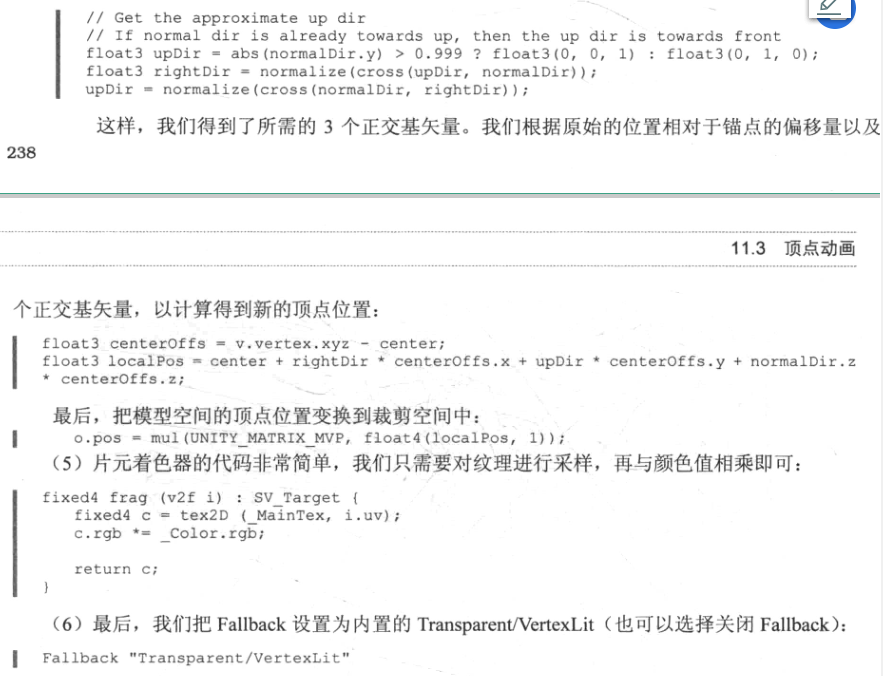 // Get the approximate up dir
// If normal dir is already towards up, then the up dir is towards front
float3 upDir = abs(normalDir.y) > 0.999 ? float3(0, 0, 1) : float3(0, 1, 0);
float3 rightDir = normalize(cross(upDir, normalDir));
upDir = normalize(cross(normalDir, rightDir));
这样，我们得到了所需的 3 个正交基矢量。我们根据原始的位置相对于锚点的偏移量以及
238
11.3 顶点动画
个正交基矢量，以计算得到新的顶点位置：
float3 centerOffs = v.vertex.xyz - center;
float3 localPos = center + rightDir * centerOffs.x + upDir * centerOffs.y + normalDir.z
* centerOffs.z;
最后，把模型空间的顶点位置变换到裁剪空间中：
o.pos = mul(UNITY_MATRIX_MVP, float4(localPos, 1));
（5）片元着色器的代码非常简单，我们只需要对纹理进行采样，再与颜色值相乘即可：
fixed4 frag (v2f i) : SV_Target {
fixed4 c = tex2D (_MainTex, i.uv);
c.rgb *= _Color.rgb;
return c;
}
（6）最后，我们把 Fallback 设置为内置的 Transparent/VertexLit（也可以选择关闭 Fallback）：
Fallback "Transparent/VertexLit"